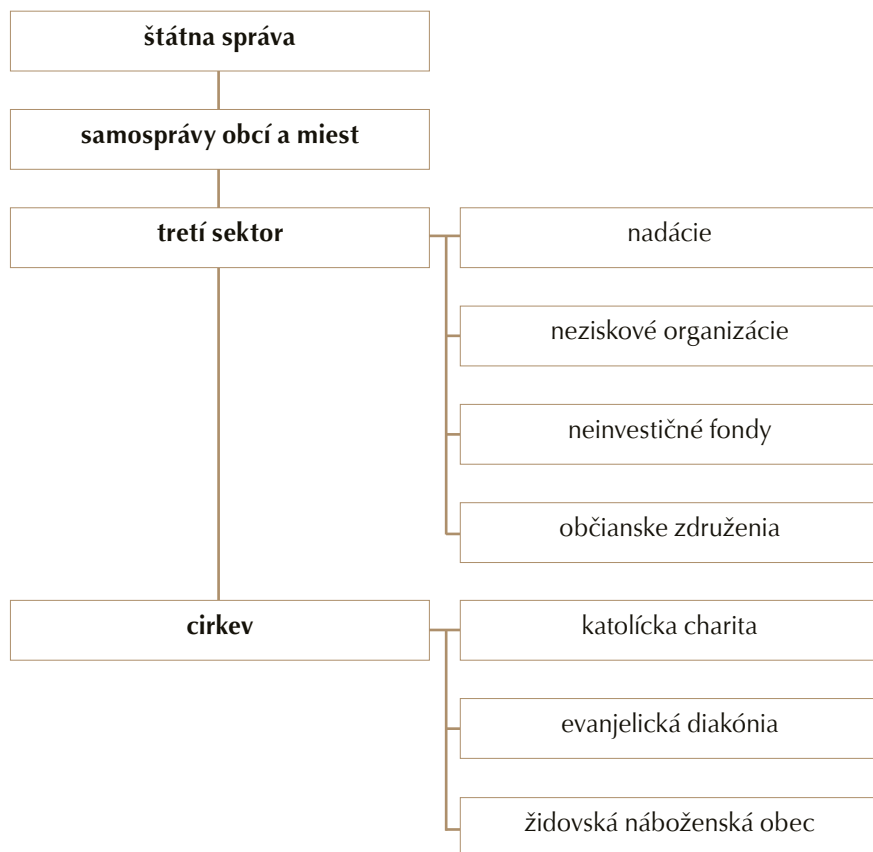 štátna správa
samosprávy obcí a miest
tretí sektor
nadácie
neziskové organizácie
neinvestičné fondy
občianske združenia
cirkev
katolícka charita
evanjelická diakónia
židovská náboženská obec